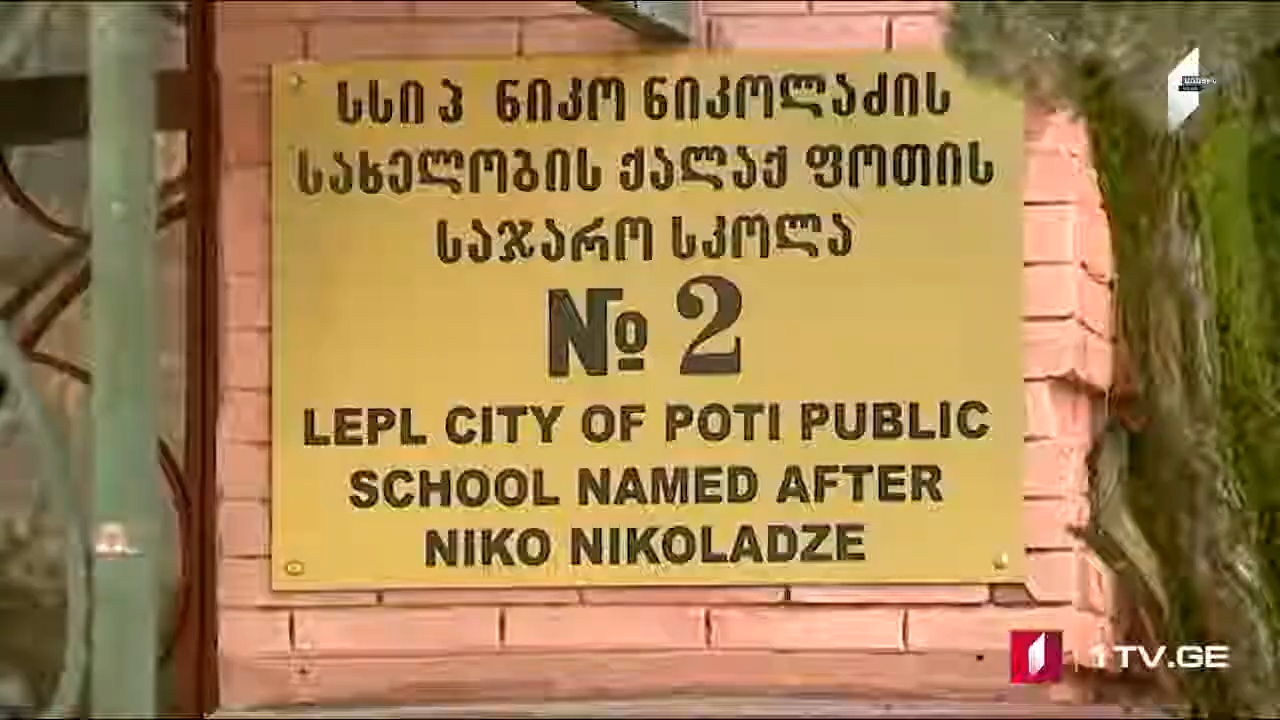 სსიპ ნიკო ნიკოლაძის
სახელობის ქალაქ ფოთის
საჯარო სკოლა
№ 2
LEPL CITY OF POTI PUBLIC
SCHOOL NAMED AFTER
NIKO NIKOLADZE
1TV.GE